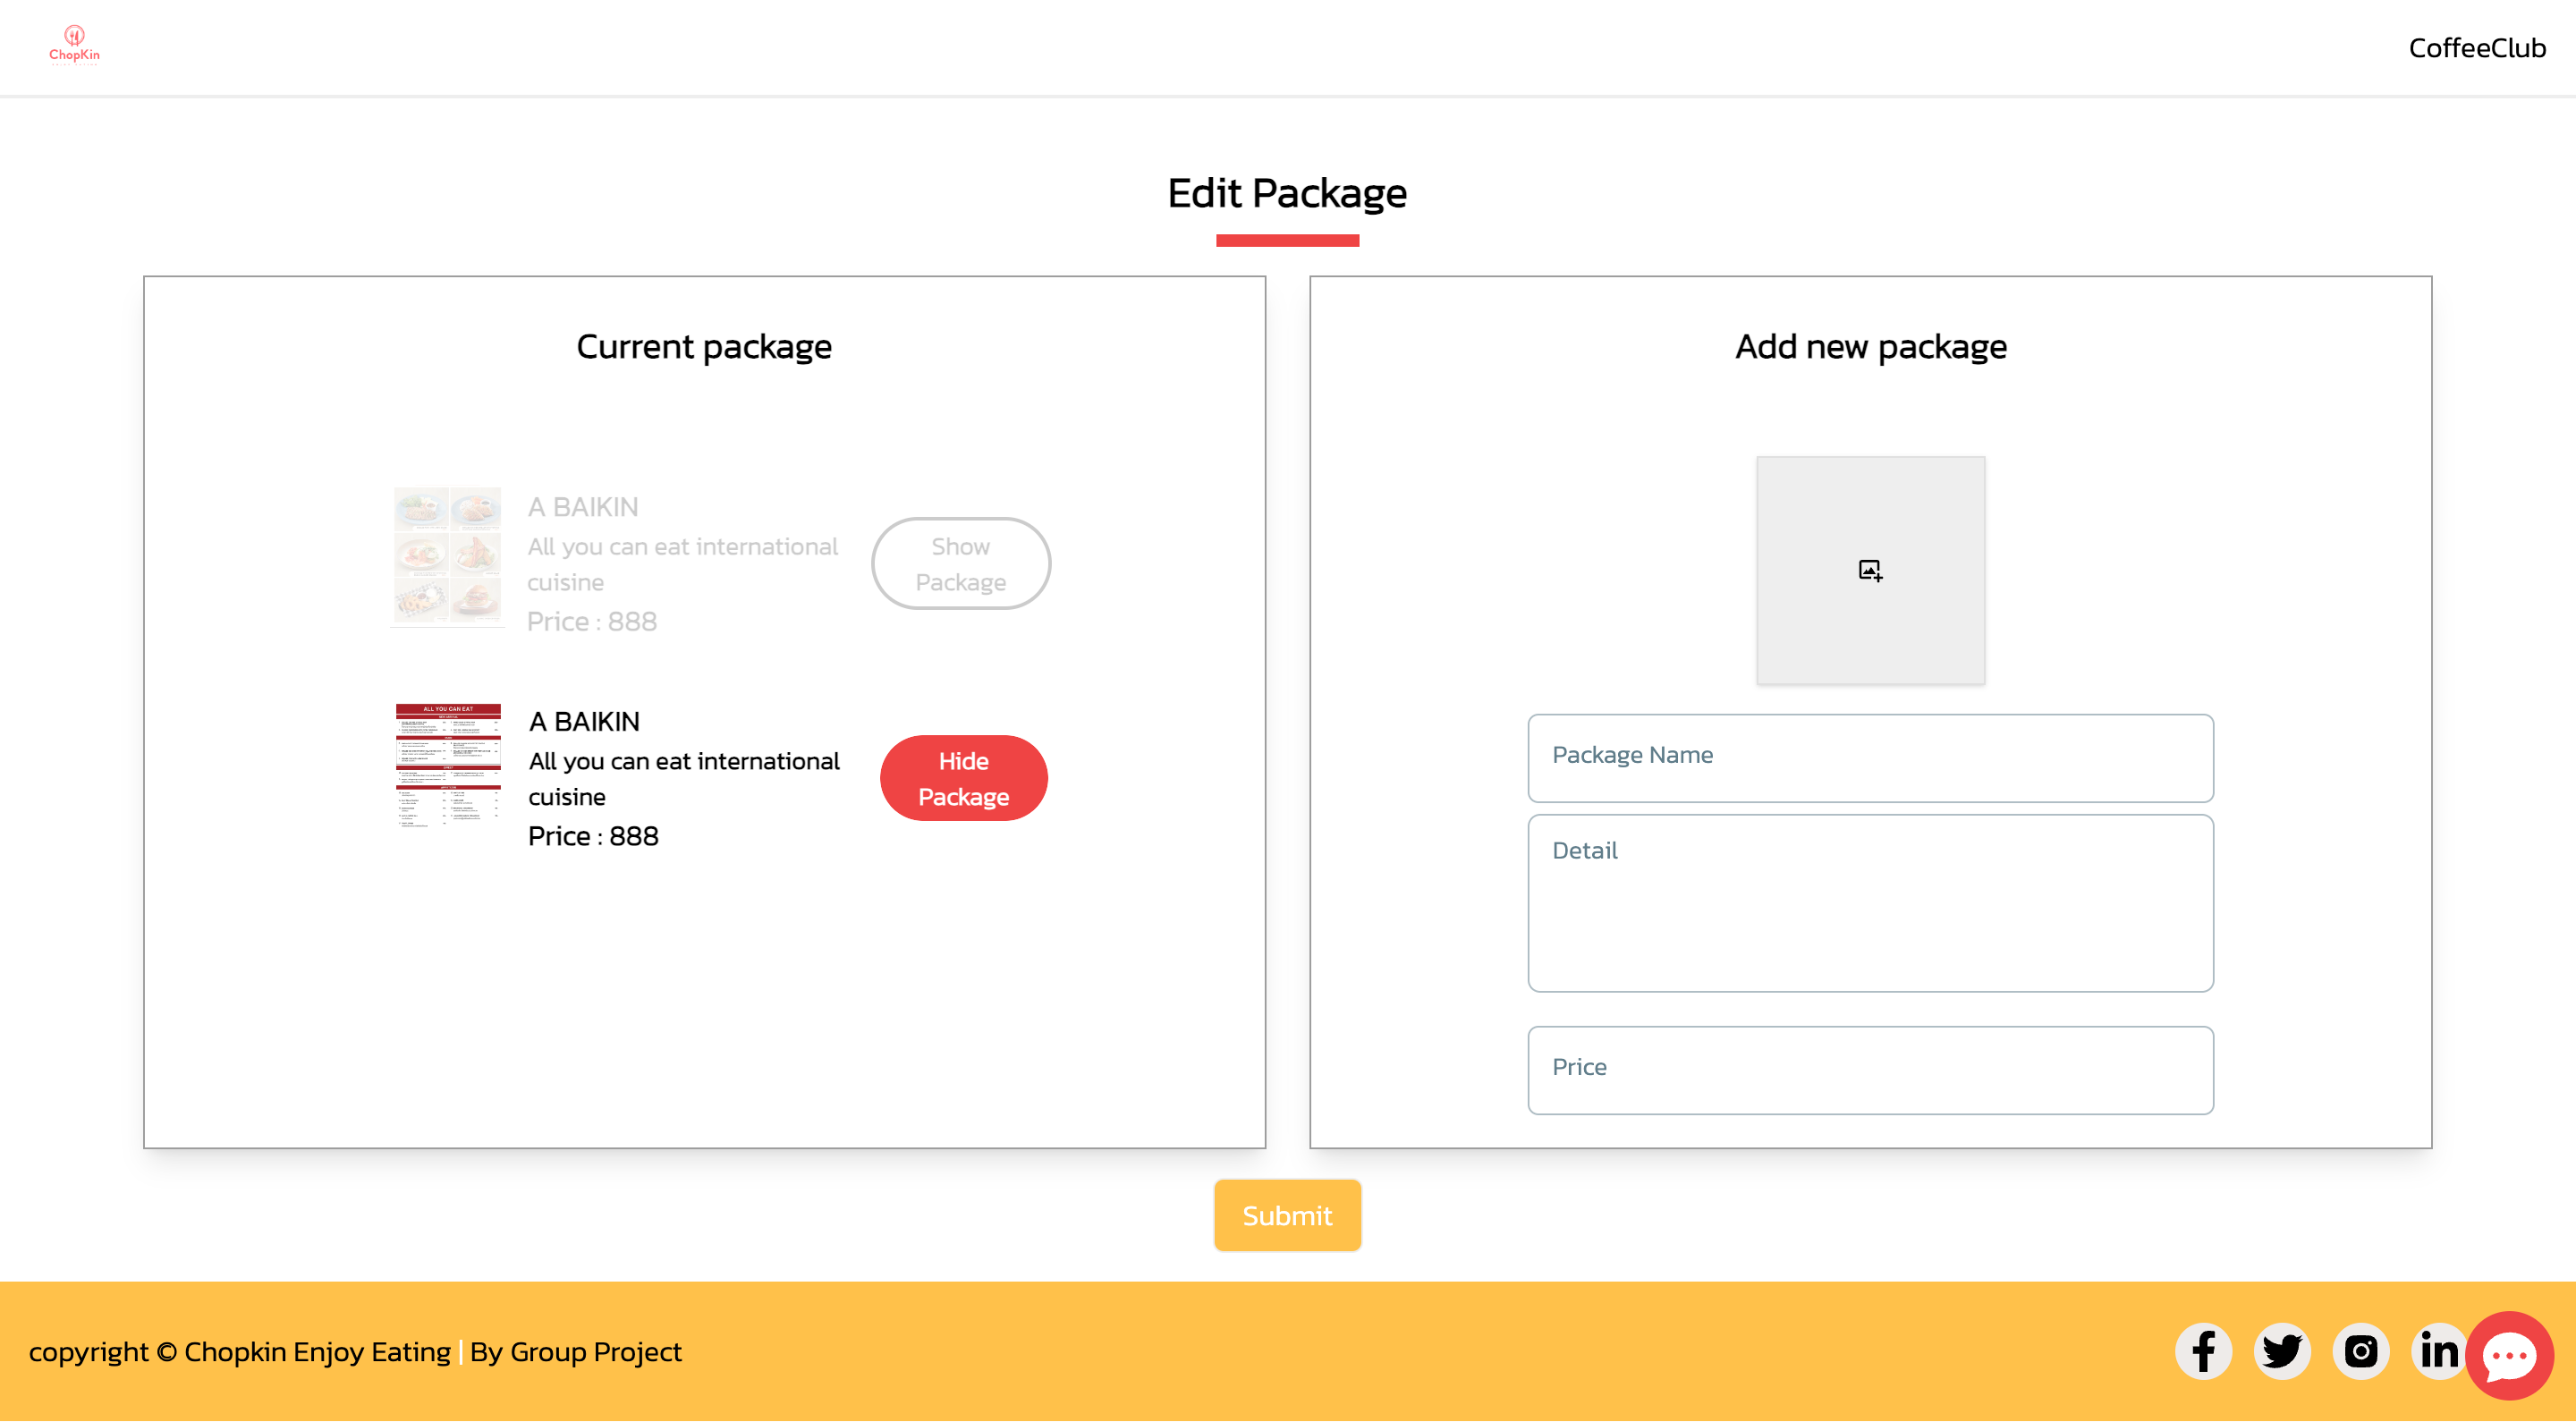 ChopKin
CoffeeClub
Edit Package
Current package
A BAIKIN
All you can eat international
cuisine
Price : 888
Show
Package
ALL YOU CAN EAT
A BAIKIN
All you can eat international
cuisine
Price : 888
Hide
Package
Add new package
Package Name
Detail
Price
Submit
copyright © Chopkin Enjoy Eating | By Group Project